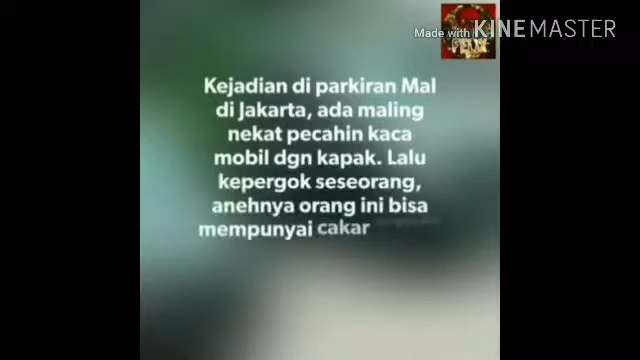 Made with
KINEMASTER
Kejadian di parkiran Mal
di Jakarta, ada maling
nekat pecahin kaca
mobil dgn kapak. Lalu
kepergok seseorang,
anehnya orang ini bisa
mempunyai cakar